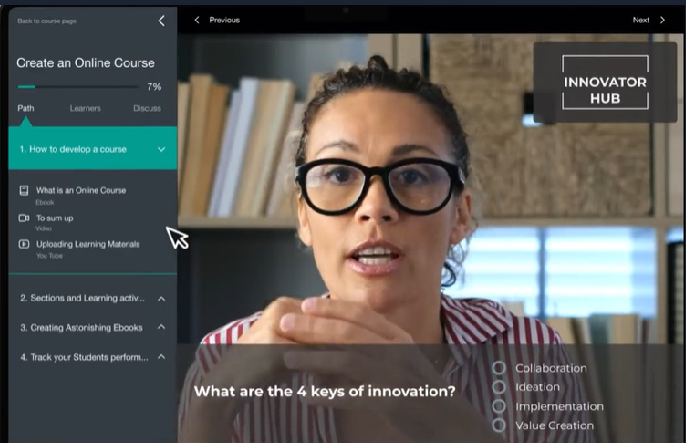 Back to course page
Previous
Next
Create an Online Course
7%
Path
Learners
Discuss
1. How to develop a course
What is an Online Course
Ebook
To sum up
Video
Uploading Learning Materials
You Tube
2. Sections and Learning activ...
3. Creating Astonishing Ebooks
4. Track your Students perform...
INNOVATOR
HUB
What are the 4 keys of innovation?
Collaboration
Ideation
Implementation
Value Creation